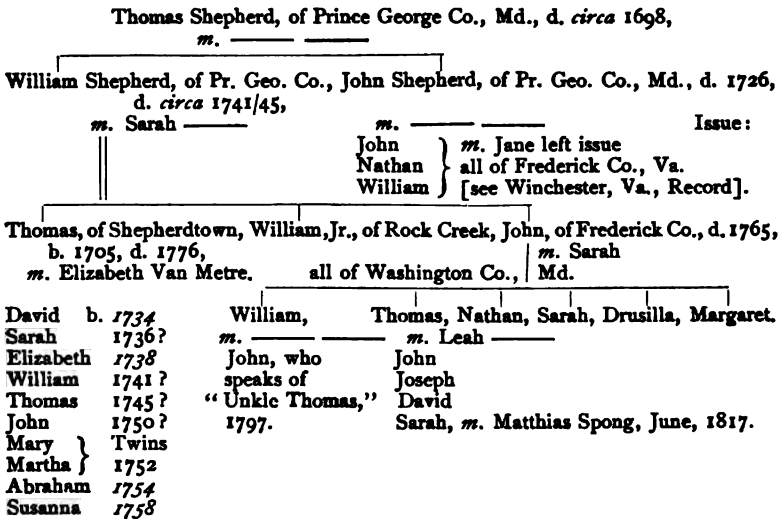 Thomas Shepherd, of Prince George Co., Md., d. circa 1698,
m. —— ——
William Shepherd, of Pr. Geo. Co., John Shepherd, of Pr. Geo. Co., Md., d. 1726,
d. circa 1741/45,
m. Sarah —— m. —— —— Issue:
John } m. Jane left issue
Nathan } all of Frederick Co., Va.
William } [see Winchester, Va., Record].
Thomas, of Shepherdtown, William, Jr., of Rock Creek, John, of Frederick Co., d. 1765,
b. 1705, d. 1776, m. Sarah
m. Elizabeth Van Metre. all of Washington Co., Md.
David b. 1734 William, Thomas, Nathan, Sarah, Drusilla, Margaret.
Sarah 1736? m. —— —— m. Leah ——
Elizabeth 1738 John, who John
William 1741 ? speaks of Joseph
Thomas 1745 ? "Unkle Thomas," David
John 1750 ? 1797. Sarah, m. Matthias Spong, June, 1817.
Mary } Twins
Martha } 1752
Abraham 1754
Susanna 1758